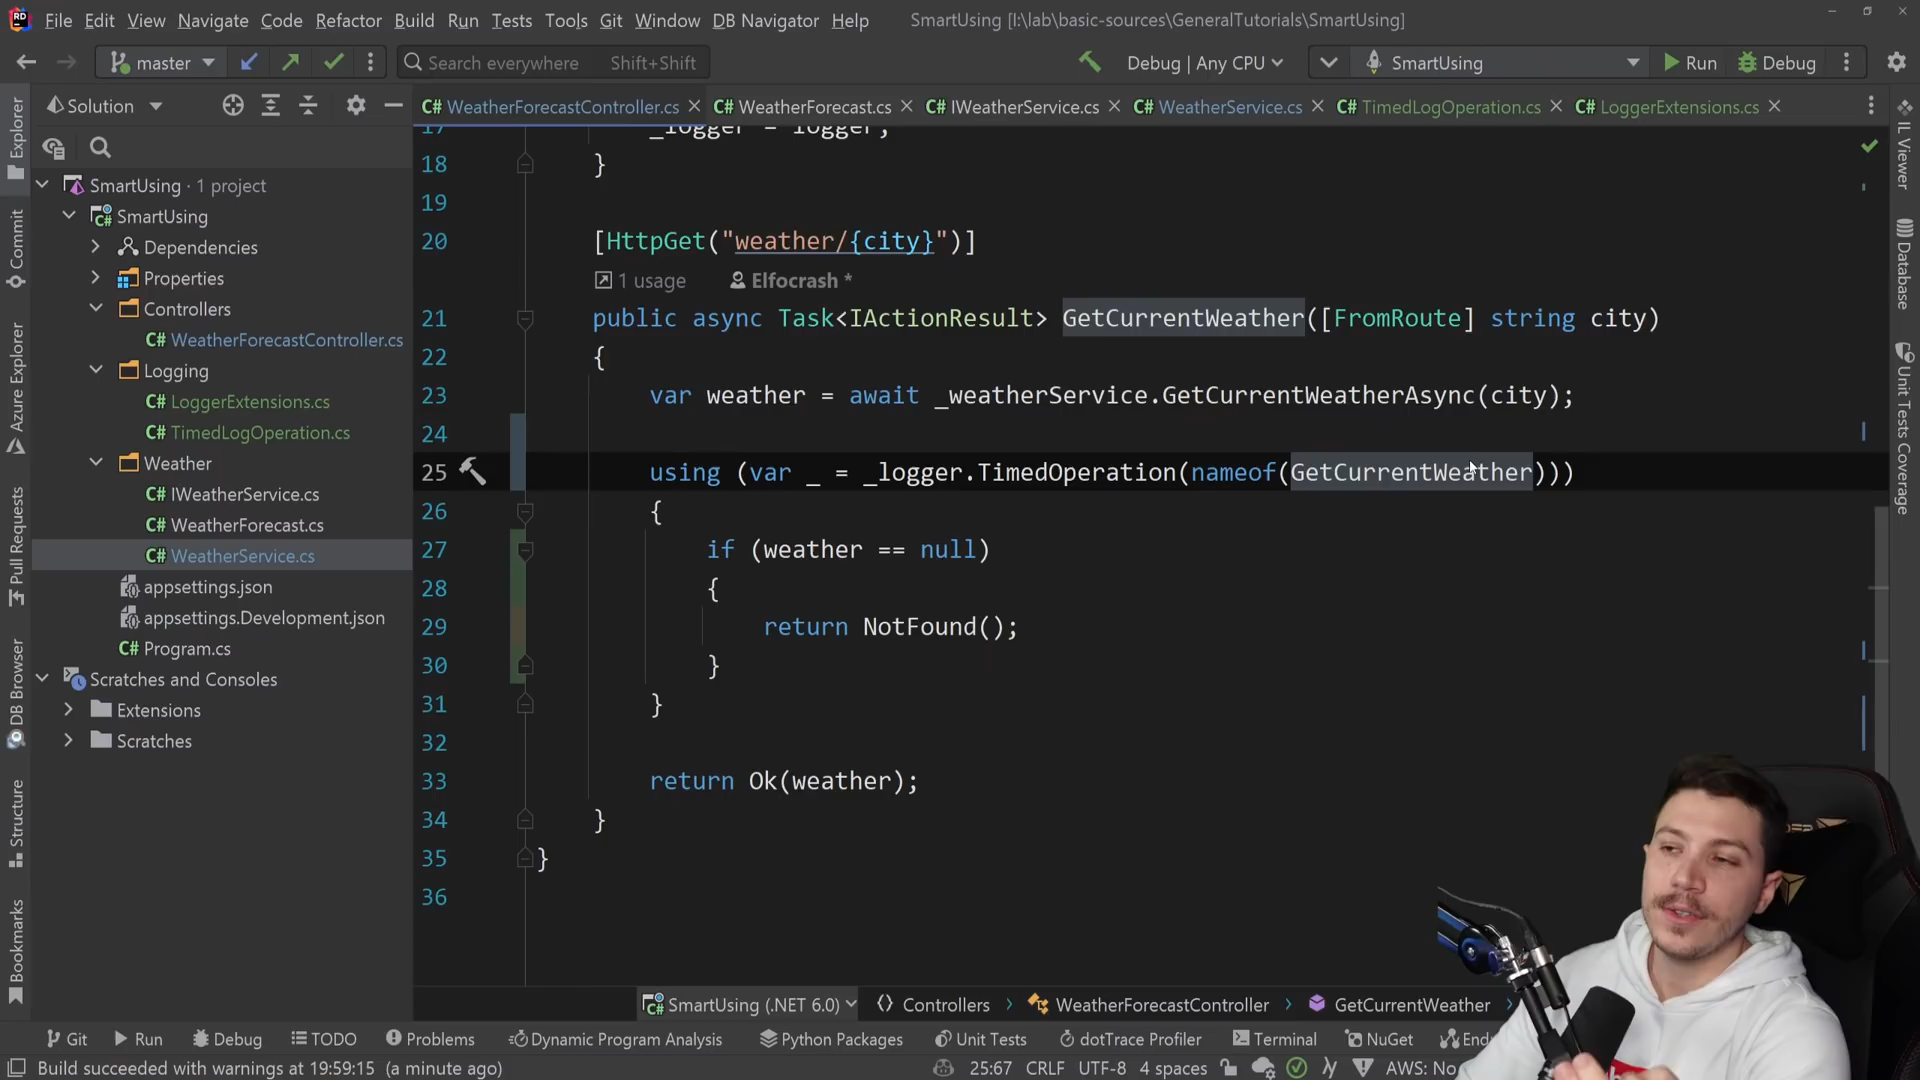 File Edit View Navigate Code Refactor Build Run Tests Tools Git Window DB Navigator Help SmartUsing [I:\lab\basic-sources\GeneralTutorials\SmartUsing]
master Search everywhere Shift+Shift Debug | Any CPU SmartUsing Run Debug
Solution
WeatherForecastController.cs WeatherForecast.cs IWeatherService.cs WeatherService.cs TimedLogOperation.cs LoggerExtensions.cs
Explorer
Commit
Azure Explorer
Pull Requests
DB Browser
Structure
Bookmarks
SmartUsing · 1 project
SmartUsing
Dependencies
Properties
Controllers
C# WeatherForecastController.cs
Logging
C# LoggerExtensions.cs
C# TimedLogOperation.cs
Weather
C# IWeatherService.cs
C# WeatherForecast.cs
C# WeatherService.cs
appsettings.json
appsettings.Development.json
C# Program.cs
Scratches and Consoles
Extensions
Scratches
17 _logger = logger;
18 }
19
20 [HttpGet("weather/{city}")]
1 usage Elfocrash *
21 public async Task<IActionResult> GetCurrentWeather([FromRoute] string city)
22 {
23 var weather = await _weatherService.GetCurrentWeatherAsync(city);
24
25 using (var _ = _logger.TimedOperation(nameof(GetCurrentWeather)))
26 {
27 if (weather == null)
28 {
29 return NotFound();
30 }
31 }
32
33 return Ok(weather);
34 }
35 }
36
IL Viewer
Database
Unit Tests Coverage
SmartUsing (.NET 6.0) Controllers WeatherForecastController GetCurrentWeather
Git Run Debug TODO Problems Dynamic Program Analysis Python Packages Unit Tests dotTrace Profiler Terminal NuGet
Build succeeded with warnings at 19:59:15 (a minute ago) 25:67 CRLF UTF-8 4 spaces AWS: No